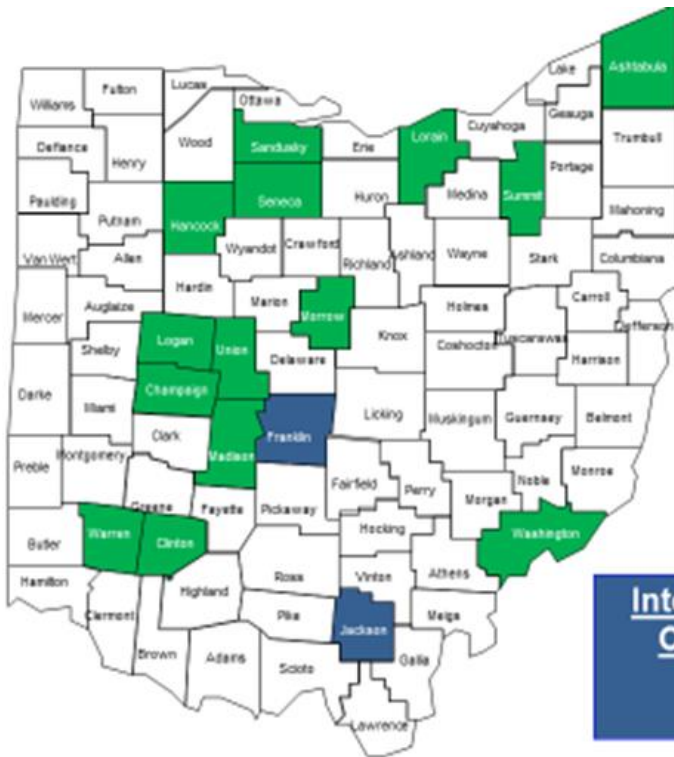 Lake
Ashtabula
Williams
Fulton
Lucas
Ottawa
Geauga
Cuyahoga
Lorain
Erie
Sandusky
Wood
Henry
Defiance
Trumbull
Summit
Portage
Medina
Huron
Seneca
Hancock
Paulding
Putnam
Mahoning
Van Wert
Allen
Wyandot
Crawford
Richland
Ashland
Wayne
Stark
Columbiana
Hardin
Marion
Morrow
Holmes
Carroll
Mercer
Auglaize
Logan
Union
Knox
Coshocton
Tuscarawas
Jefferson
Harrison
Shelby
Delaware
Champaign
Darke
Miami
Licking
Muskingum
Guernsey
Belmont
Clark
Franklin
Madison
Preble
Montgomery
Fairfield
Perry
Noble
Monroe
Morgan
Greene
Fayette
Pickaway
Washington
Warren
Clinton
Butler
Hocking
Athens
Hamilton
Highland
Ross
Vinton
Clermont
Pike
Jackson
Meigs
Brown
Adams
Scioto
Gallia
Lawrence